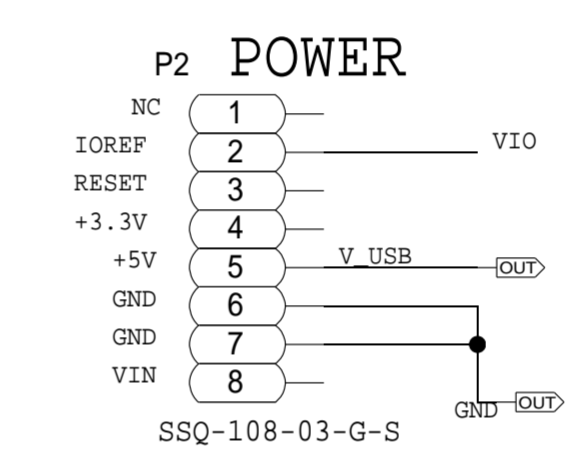 P2 POWER
NC 1
IOREF 2 VIO
RESET 3
+3.3V 4
+5V 5 V_USB OUT
GND 6
GND 7
VIN 8
GND OUT
SSQ-108-03-G-S